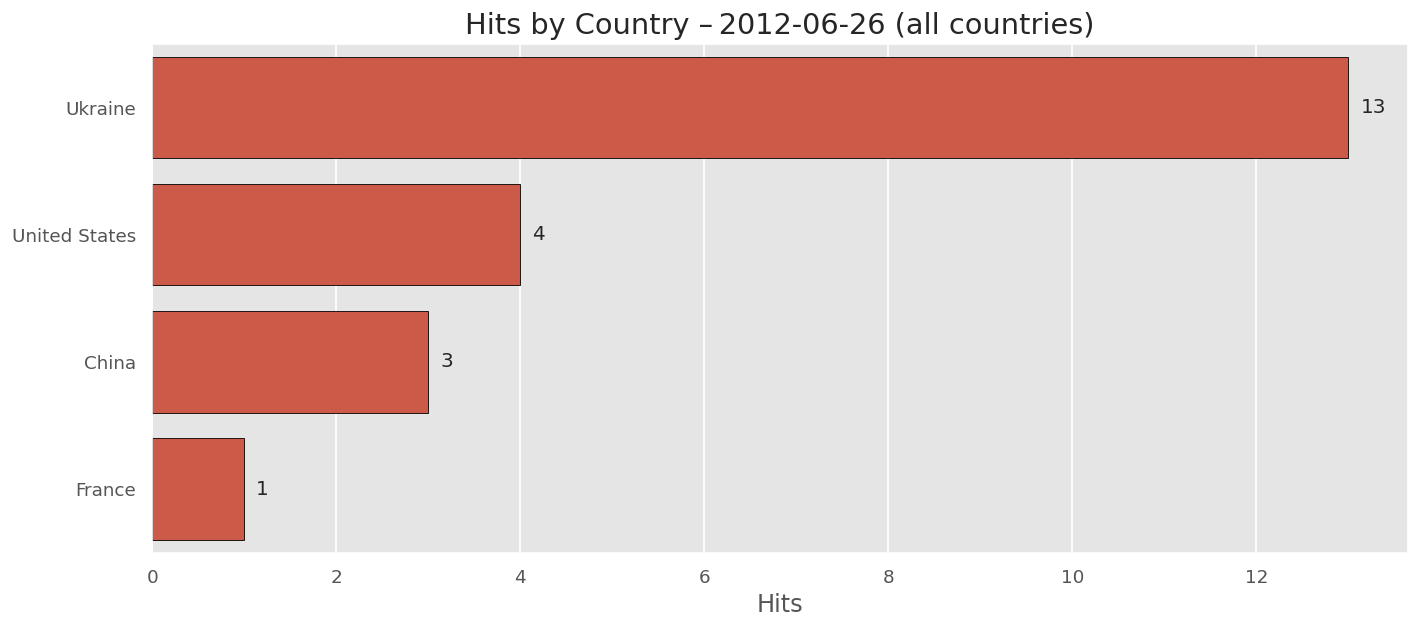 Hits by Country – 2012-06-26 (all countries)
Ukraine
13
United States
4
China
3
France
1
0 2 4 6 8 10 12
Hits